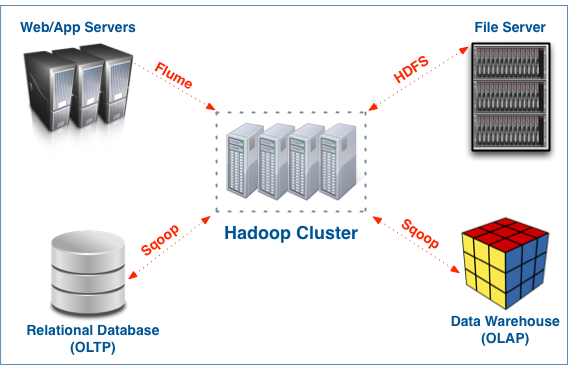 Web/App Servers
File Server
Flume
HDFS
Hadoop Cluster
Sqoop
Sqoop
Relational Database
(OLTP)
Data Warehouse
(OLAP)